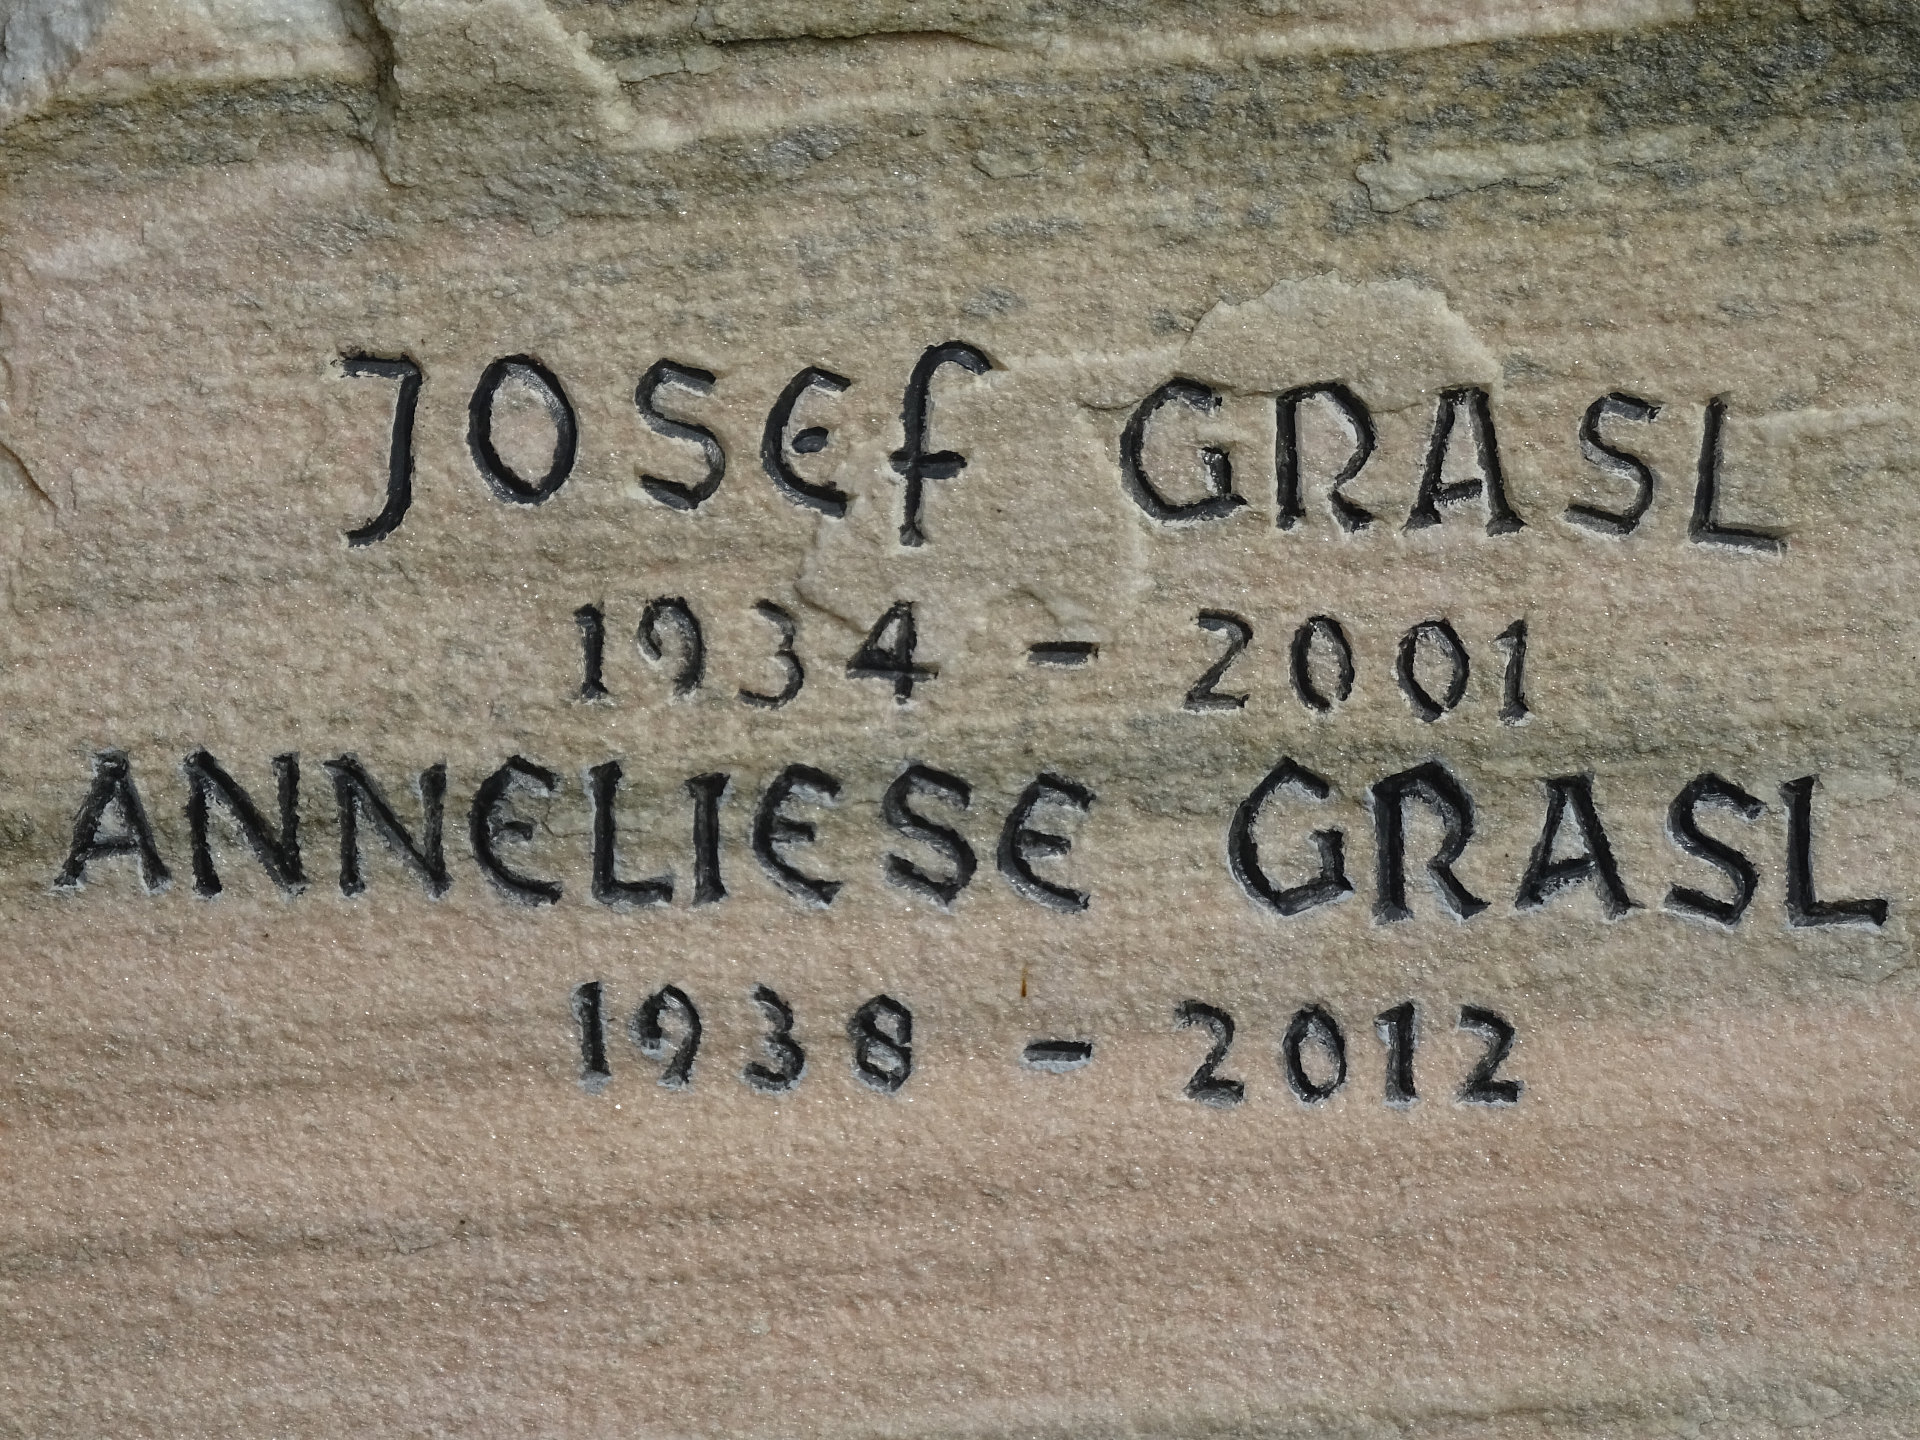 JOSEF GRASL
1934 - 2001
ANNELIESE GRASL
1938 - 2012